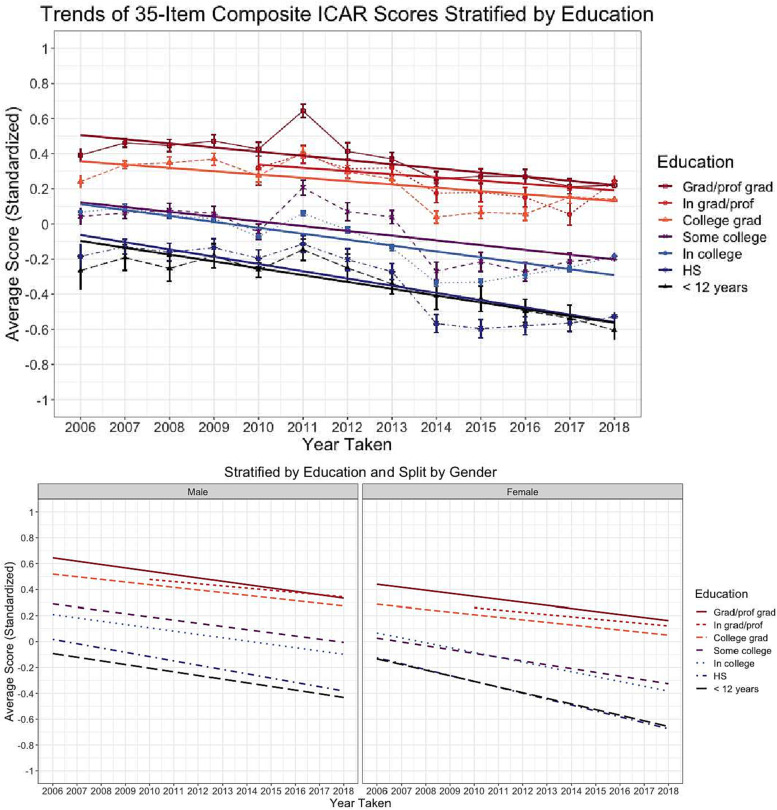 Trends of 35-Item Composite ICAR Scores Stratified by Education
Average Score (Standardized)
1
0.8
0.6
0.4
0.2
0
-0.2
-0.4
-0.6
-0.8
-1
2006 2007 2008 2009 2010 2011 2012 2013 2014 2015 2016 2017 2018
Year Taken
Education
Grad/prof grad
In grad/prof
College grad
Some college
In college
HS
< 12 years
Stratified by Education and Split by Gender
Male Female
Average Score (Standardized)
1
0.8
0.6
0.4
0.2
0
-0.2
-0.4
-0.6
-0.8
-1
2006 2007 2008 2009 2010 2011 2012 2013 2014 2015 2016 2017 2018 2006 2007 2008 2009 2010 2011 2012 2013 2014 2015 2016 2017 2018
Year Taken
Education
Grad/prof grad
In grad/prof
College grad
Some college
In college
HS
< 12 years